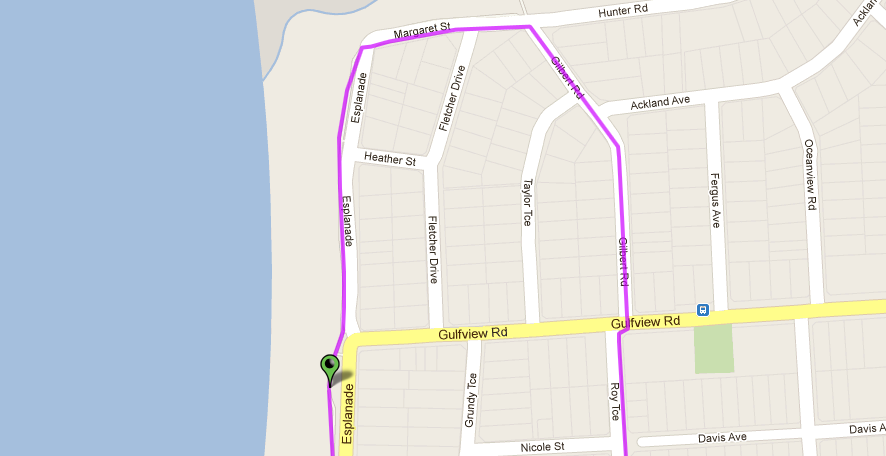 Hunter Rd
Ackland
Margaret St
Gilbert Rd
Esplanade
Fletcher Drive
Ackland Ave
Heather St
Oceanview Rd
Taylor Tce
Fergus Ave
Esplanade
Fletcher Drive
Gilbert Rd
Gulfview Rd
Gulfview Rd
Esplanade
Grundy Tce
Roy Tce
Nicole St
Davis Ave
Davis A